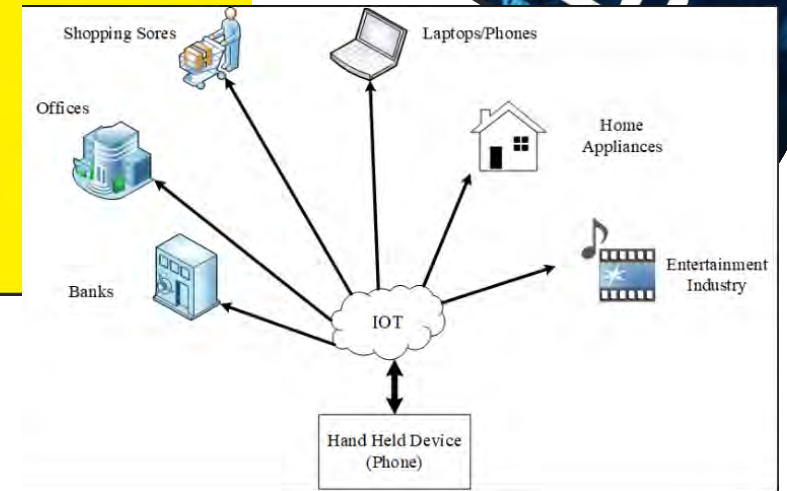 Shopping Sores
Laptops/Phones
Offices
Home
Appliances
Entertainment
Industry
Banks
IOT
Hand Held Device
(Phone)